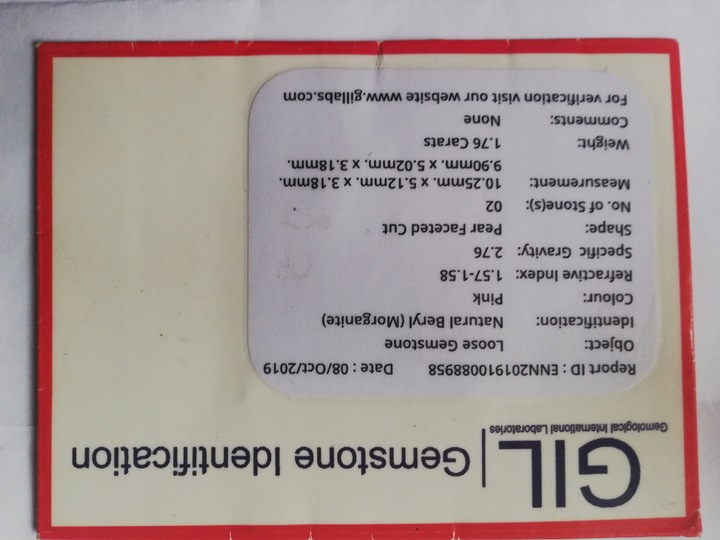 GIL | Gemstone Identification
Gemological International Laboratories
Report ID : ENN201910088958 Date : 08/Oct/2019
Object: Loose Gemstone
Identification: Natural Beryl (Morganite)
Colour: Pink
Refractive Index: 1.57-1.58
Specific Gravity: 2.76
Shape: Pear Faceted Cut
No. of Stone(s): 02
Measurement: 10.25mm. x 5.12mm. x 3.18mm.
9.90mm. x 5.02mm. x 3.18mm.
Weight: 1.76 Carats
Comments: None
For verification visit our website www.gillabs.com